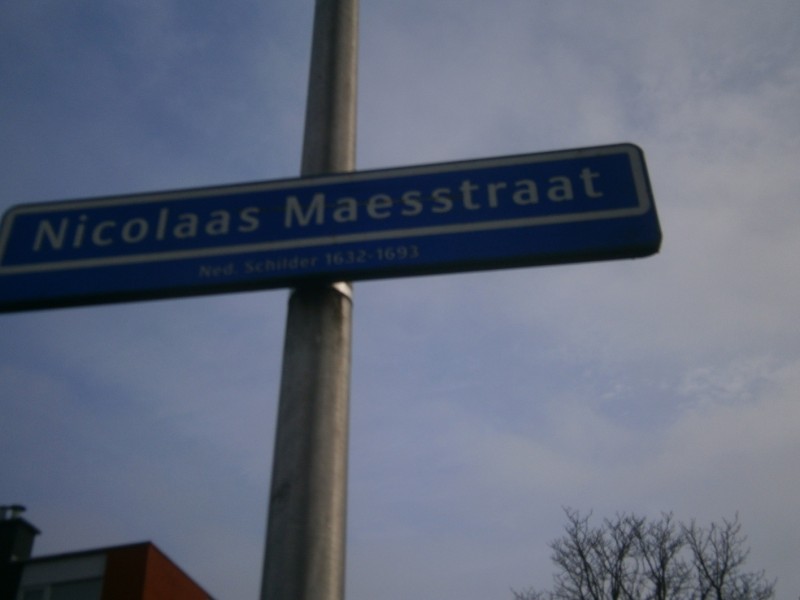 Nicolaas Maesstraat
Ned. Schilder 1632-1693